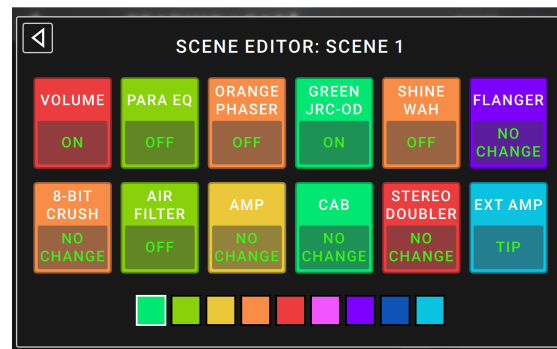 SCENE EDITOR: SCENE 1
VOLUME
ON
PARA EQ
OFF
ORANGE
PHASER
OFF
GREEN
JRC-OD
ON
SHINE
WAH
OFF
FLANGER
NO
CHANGE
8-BIT
CRUSH
NO
CHANGE
AIR
FILTER
OFF
AMP
NO
CHANGE
CAB
NO
CHANGE
STEREO
DOUBLER
NO
CHANGE
EXT AMP
TIP